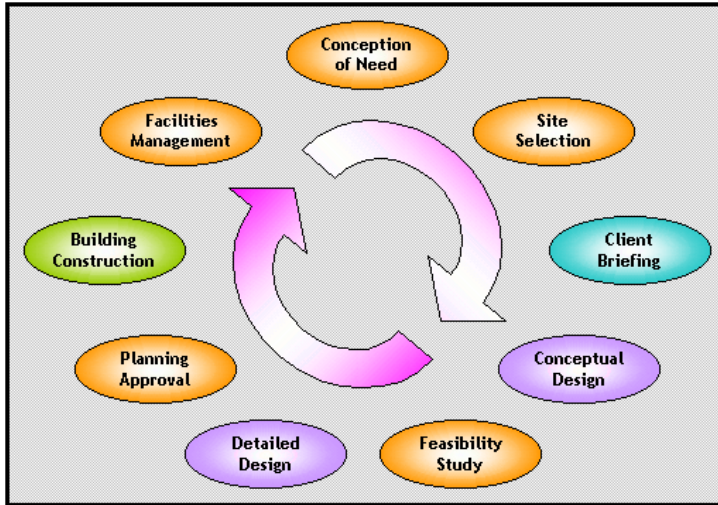 Conception
of Need
Site
Selection
Client
Briefing
Conceptual
Design
Feasibility
Study
Detailed
Design
Planning
Approval
Building
Construction
Facilities
Management